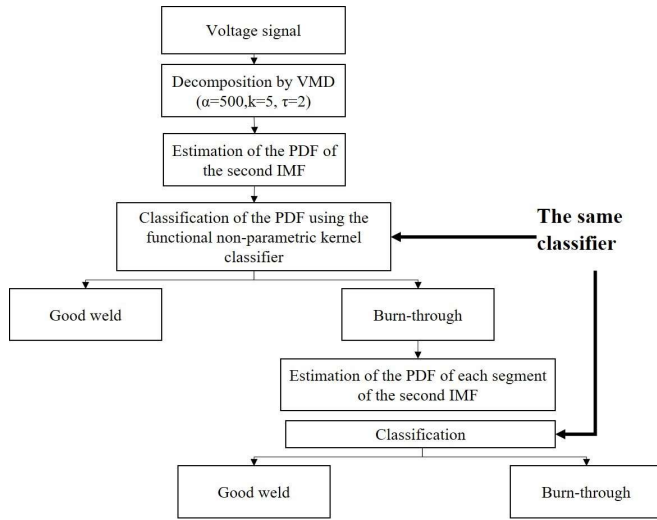 Voltage signal
Decomposition by VMD
(α=500,k=5, τ=2)
Estimation of the PDF of
the second IMF
Classification of the PDF using the
functional non-parametric kernel
classifier
The same
classifier
Good weld
Burn-through
Estimation of the PDF of each segment
of the second IMF
Classification
Good weld
Burn-through